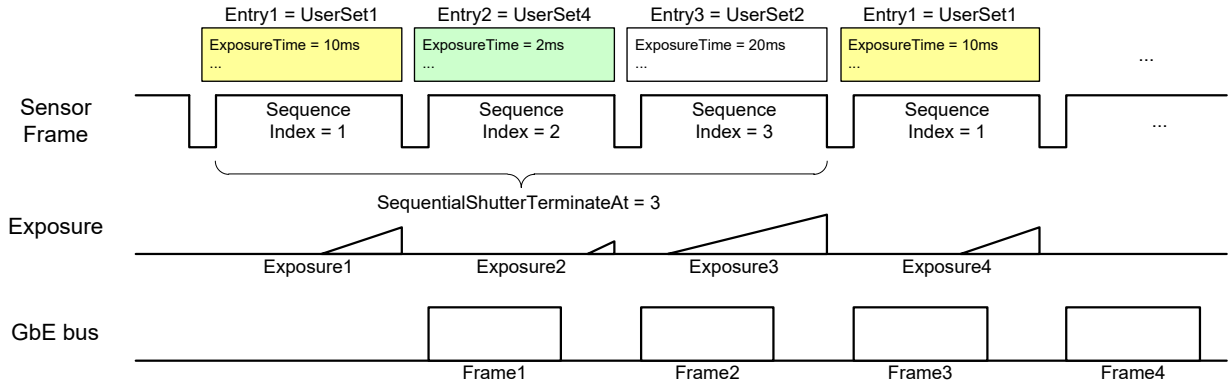 Entry1 = UserSet1 Entry2 = UserSet4 Entry3 = UserSet2 Entry1 = UserSet1
ExposureTime = 10ms ExposureTime = 2ms ExposureTime = 20ms ExposureTime = 10ms
... ... ... ... ...
Sensor
Frame
Sequence Sequence Sequence Sequence
Index = 1 Index = 2 Index = 3 Index = 1 ...
SequentialShutterTerminateAt = 3
Exposure
Exposure1 Exposure2 Exposure3 Exposure4
GbE bus
Frame1 Frame2 Frame3 Frame4